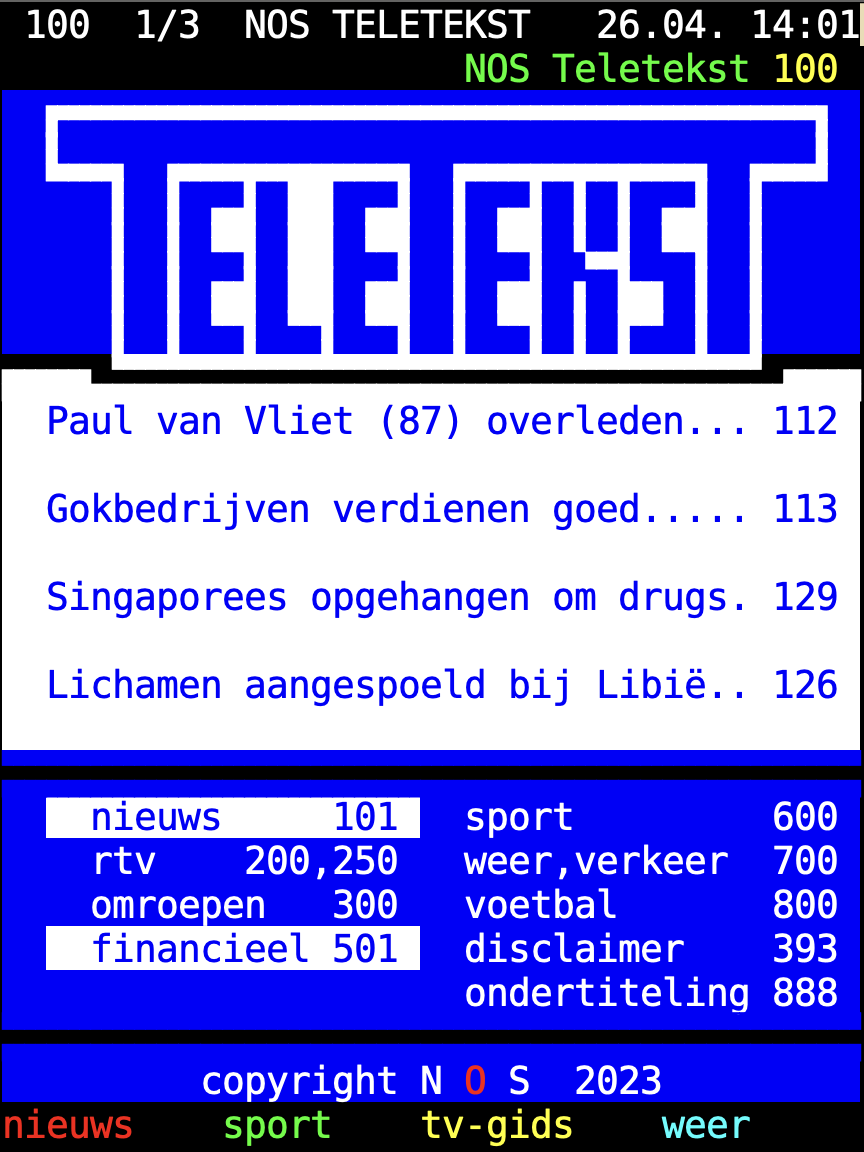 100 1/3 NOS TELETEKST 26.04. 14:01
NOS Teletekst 100
TELETEKST
Paul van Vliet (87) overleden... 112
Gokbedrijven verdienen goed..... 113
Singaporees opgehangen om drugs. 129
Lichamen aangespoeld bij Libië.. 126
nieuws 101 sport 600
rtv 200,250 weer,verkeer 700
omroepen 300 voetbal 800
financieel 501 disclaimer 393
ondertiteling 888
copyright N O S 2023
nieuws sport tv-gids weer